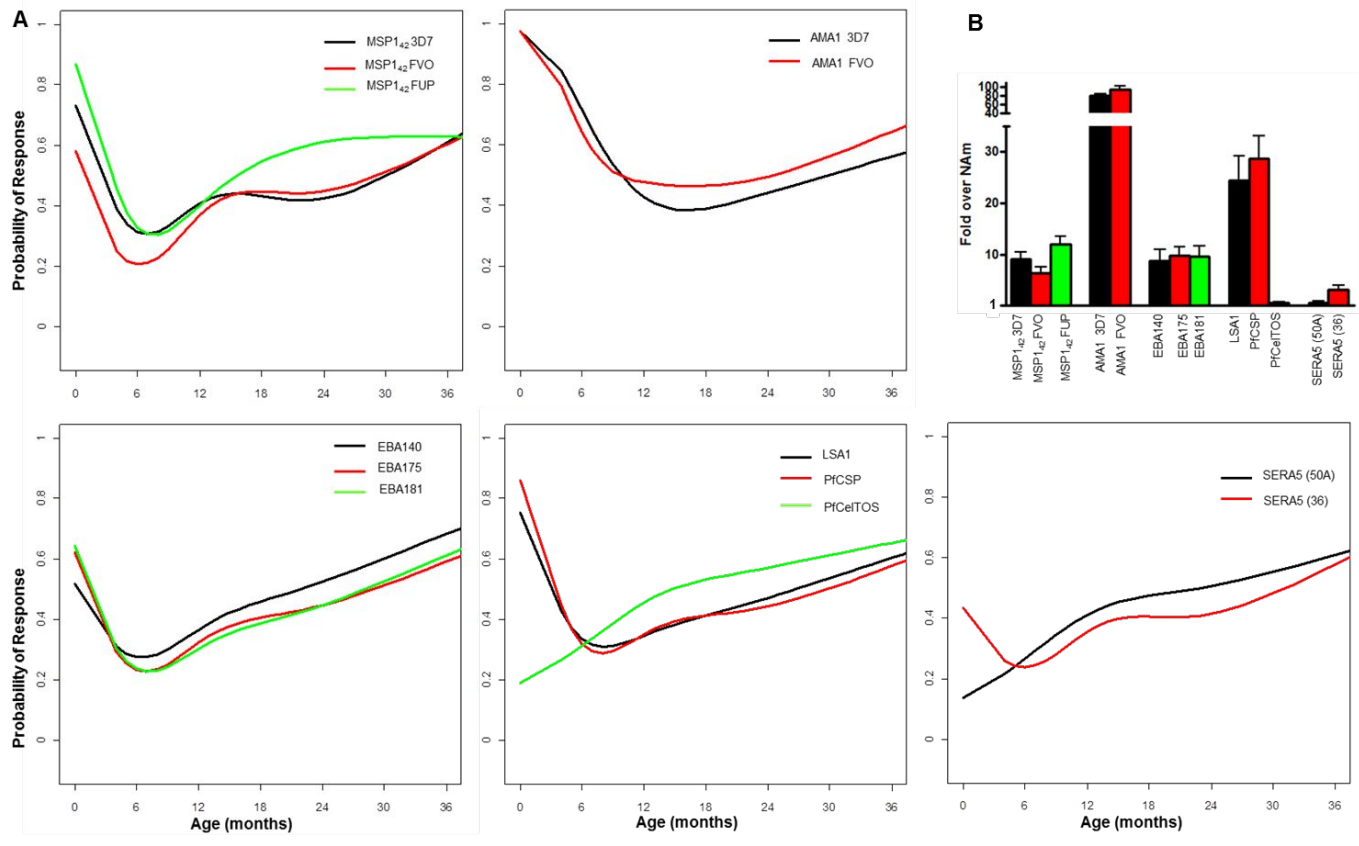 A
Probability of Response
1
0.8
0.6
0.4
0.2
0
MSP1₄₂ 3D7
MSP1₄₂ FVO
MSP1₄₂ FUP
0 6 12 18 24 30 36
1
0.8
0.6
0.4
0.2
0
AMA1 3D7
AMA1 FVO
0 6 12 18 24 30 36
B
Fold over NAm
100
80
60
40
30
20
10
1
MSP1₄₂ 3D7
MSP1₄₂ FVO
MSP1₄₂ FUP
AMA1 3D7
AMA1 FVO
EBA140
EBA175
EBA181
LSA1
PfCSP
PfCelTOS
SERA5 (50A)
SERA5 (36)
Probability of Response
1
0.8
0.6
0.4
0.2
0
EBA140
EBA175
EBA181
0 6 12 18 24 30 36
Age (months)
1
0.8
0.6
0.4
0.2
0
LSA1
PfCSP
PfCelTOS
0 6 12 18 24 30 36
Age (months)
1
0.8
0.6
0.4
0.2
0
SERA5 (50A)
SERA5 (36)
0 6 12 18 24 30 36
Age (months)